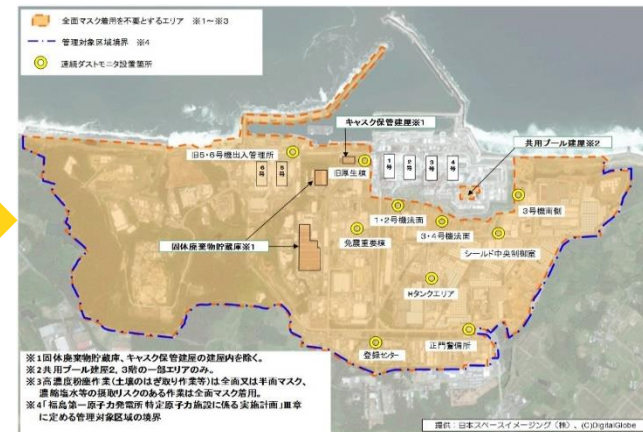 全面マスク着用を不要とするエリア ※1～※3
管理対象区域境界 ※4
連続ダストモニタ設置箇所
キャスク保管建屋※1
共用プール建屋※2
旧5・6号機出入管理所
6号
5号
旧厚生棟
1号
2号
3号
4号
3号機南側
1・2号機法面
3・4号機法面
固体廃棄物貯蔵庫※1
免震重要棟
シールド中央制御室
Hタンクエリア
登録センター
正門警備所
※1固体廃棄物貯蔵庫、キャスク保管建屋の建屋内を除く。
※2共用プール建屋2、3階の一部エリアのみ。
※3高濃度粉塵作業(土壌のはぎ取り作業等)は全面又は半面マスク、
濃縮塩水等の摂取リスクのある作業は全面マスク着用。
※4「福島第一原子力発電所 特定原子力施設に係る実施計画」Ⅲ章
に定める管理対象区域の境界
提供：日本スペースイメージング（株）、(C)DigitalGlobe